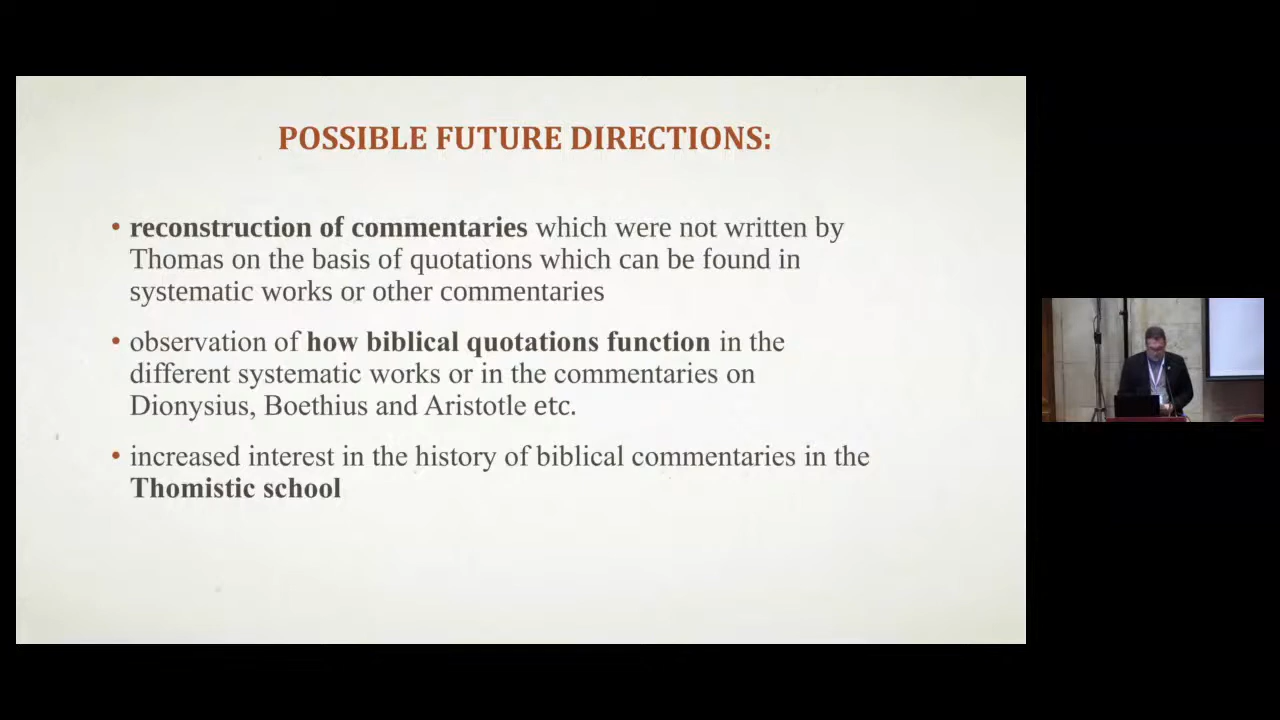 POSSIBLE FUTURE DIRECTIONS:
• reconstruction of commentaries which were not written by
Thomas on the basis of quotations which can be found in
systematic works or other commentaries
• observation of how biblical quotations function in the
different systematic works or in the commentaries on
Dionysius, Boethius and Aristotle etc.
• increased interest in the history of biblical commentaries in the
Thomistic school